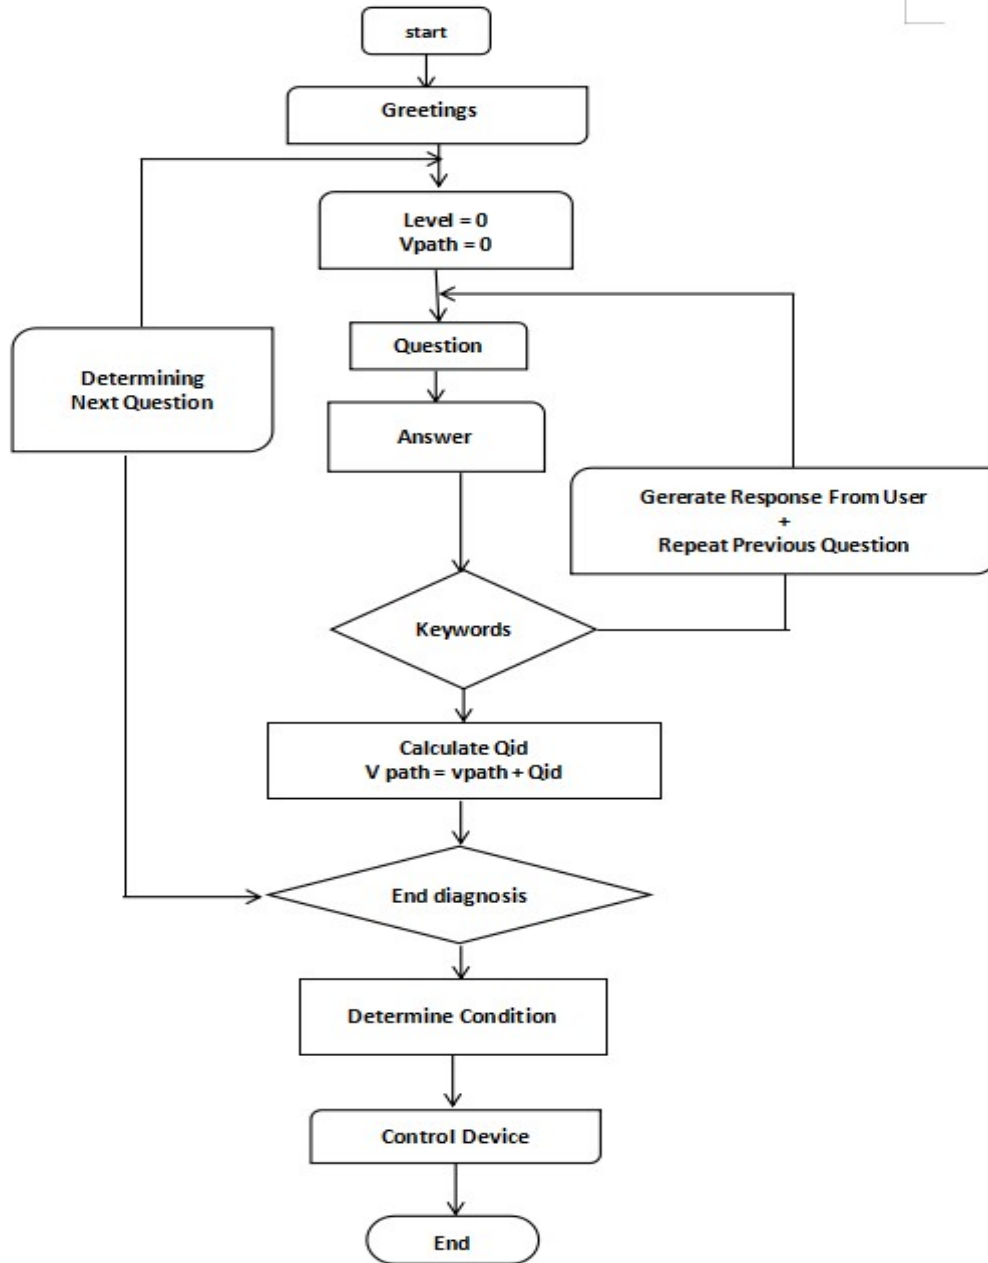 start
Greetings
Level = 0
Vpath = 0
Question
Determining
Next Question
Answer
Gererate Response From User
+
Repeat Previous Question
Keywords
Calculate Qid
V path = vpath + Qid
End diagnosis
Determine Condition
Control Device
End